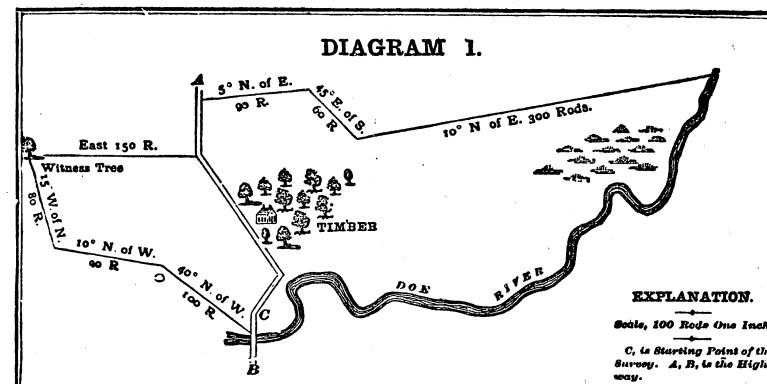 DIAGRAM 1.
A
5° N. of E.
90 R.
45° E. of S.
60 R
10° N of E. 300 Rods.
East 150 R.
Witness Tree
15° W. of N.
80 R.
10° N. of W.
90 R
C
40° N. of W.
100 R.
TIMBER
C
B
DOE RIVER
EXPLANATION.
Scale, 100 Rods One Inch
C, is Starting Point of th
Survey. A, B, is the High
way.